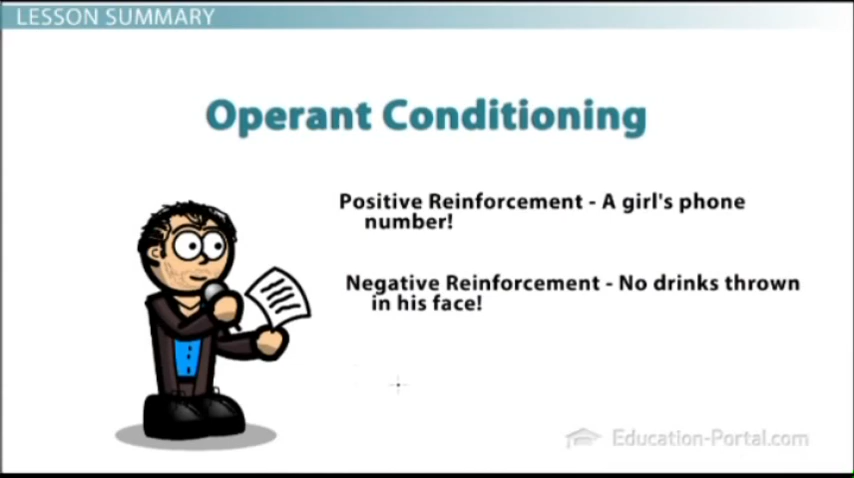 LESSON SUMMARY
Operant Conditioning
Positive Reinforcement - A girl's phone
number!
Negative Reinforcement - No drinks thrown
in his face!
Education-Portal.com